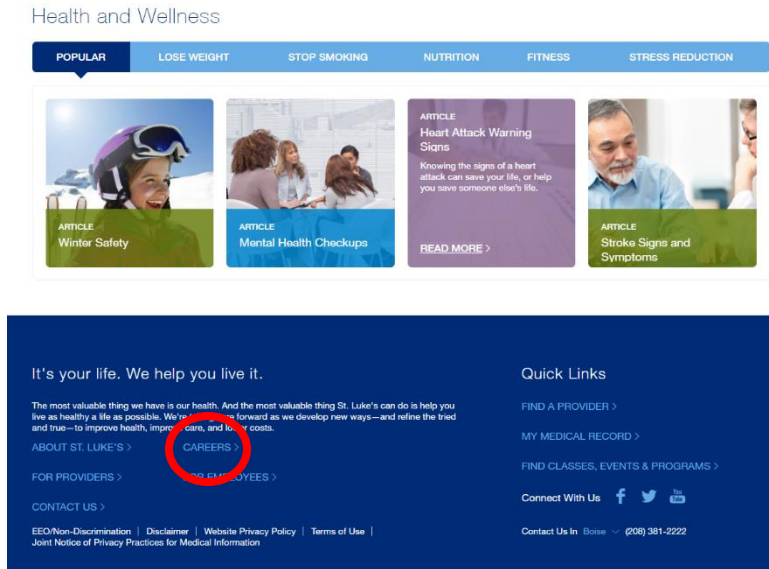 Health and Wellness
POPULAR
LOSE WEIGHT
STOP SMOKING
NUTRITION
FITNESS
STRESS REDUCTION
ARTICLE
Winter Safety
ARTICLE
Mental Health Checkups
ARTICLE
Heart Attack Warning
Signs
Knowing the signs of a heart
attack can save your life, or help
you save someone else's life.
READ MORE >
ARTICLE
Stroke Signs and
Symptoms
It's your life. We help you live it.
The most valuable thing we have is our health. And the most valuable thing St. Luke's can do is help you
live as healthy a life as possible. We're forward as we develop new ways—and refine the tried
and true—to improve health, improve care, and lower costs.
ABOUT ST. LUKE'S >
CAREERS >
FOR PROVIDERS >
FOR EMPLOYEES >
CONTACT US >
EEO/Non-Discrimination | Disclaimer | Website Privacy Policy | Terms of Use |
Joint Notice of Privacy Practices for Medical Information
Quick Links
FIND A PROVIDER >
MY MEDICAL RECORD >
FIND CLASSES, EVENTS & PROGRAMS >
Connect With Us
You
Tube
Contact Us In Boise (208) 381-2222